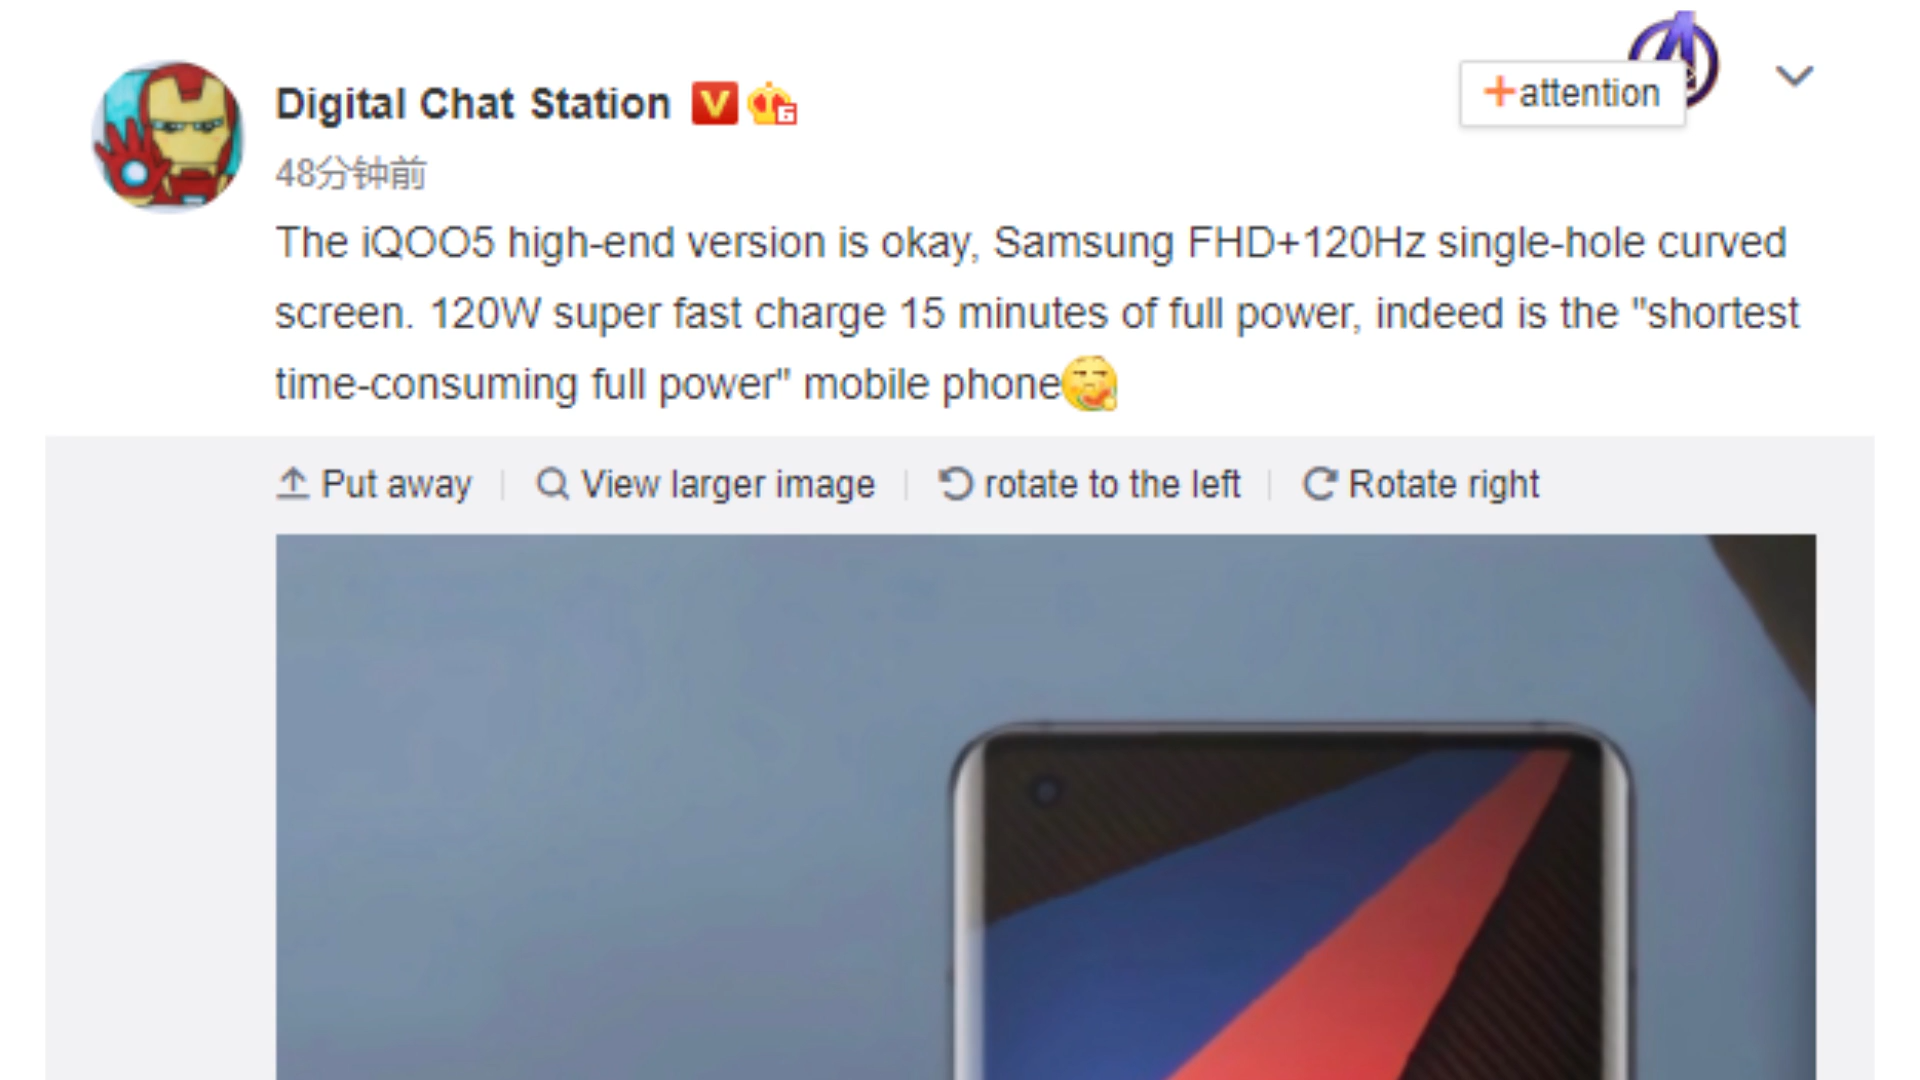 Digital Chat Station V 6
+attention
48分钟前
The iQOO5 high-end version is okay, Samsung FHD+120Hz single-hole curved
screen. 120W super fast charge 15 minutes of full power, indeed is the "shortest
time-consuming full power" mobile phone
Put away | View larger image | rotate to the left | Rotate right